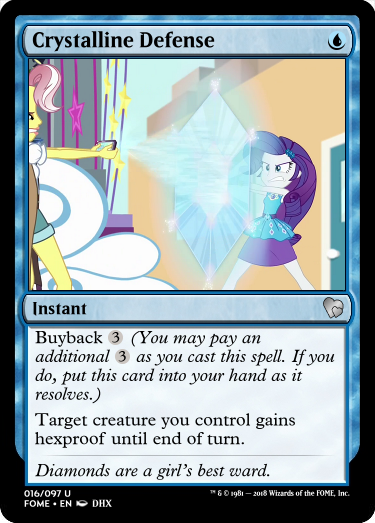 Crystalline Defense
Instant
Buyback 3 (You may pay an
additional 3 as you cast this spell. If you
do, put this card into your hand as it
resolves.)
Target creature you control gains
hexproof until end of turn.
Diamonds are a girl's best ward.
016/097 U
FOME • EN DHX
™ & © 1981 — 2018 Wizards of the FOME, Inc.